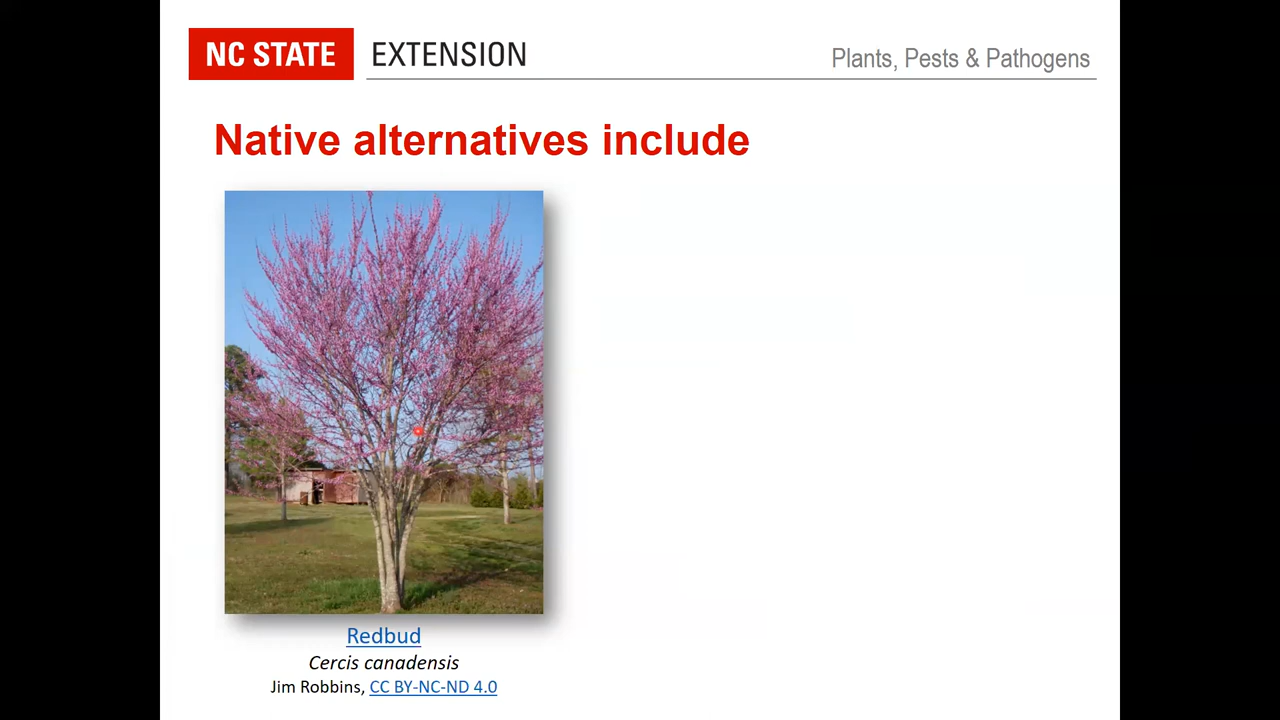 NC STATE EXTENSION
Plants, Pests & Pathogens
Native alternatives include
Redbud
Cercis canadensis
Jim Robbins, CC BY-NC-ND 4.0